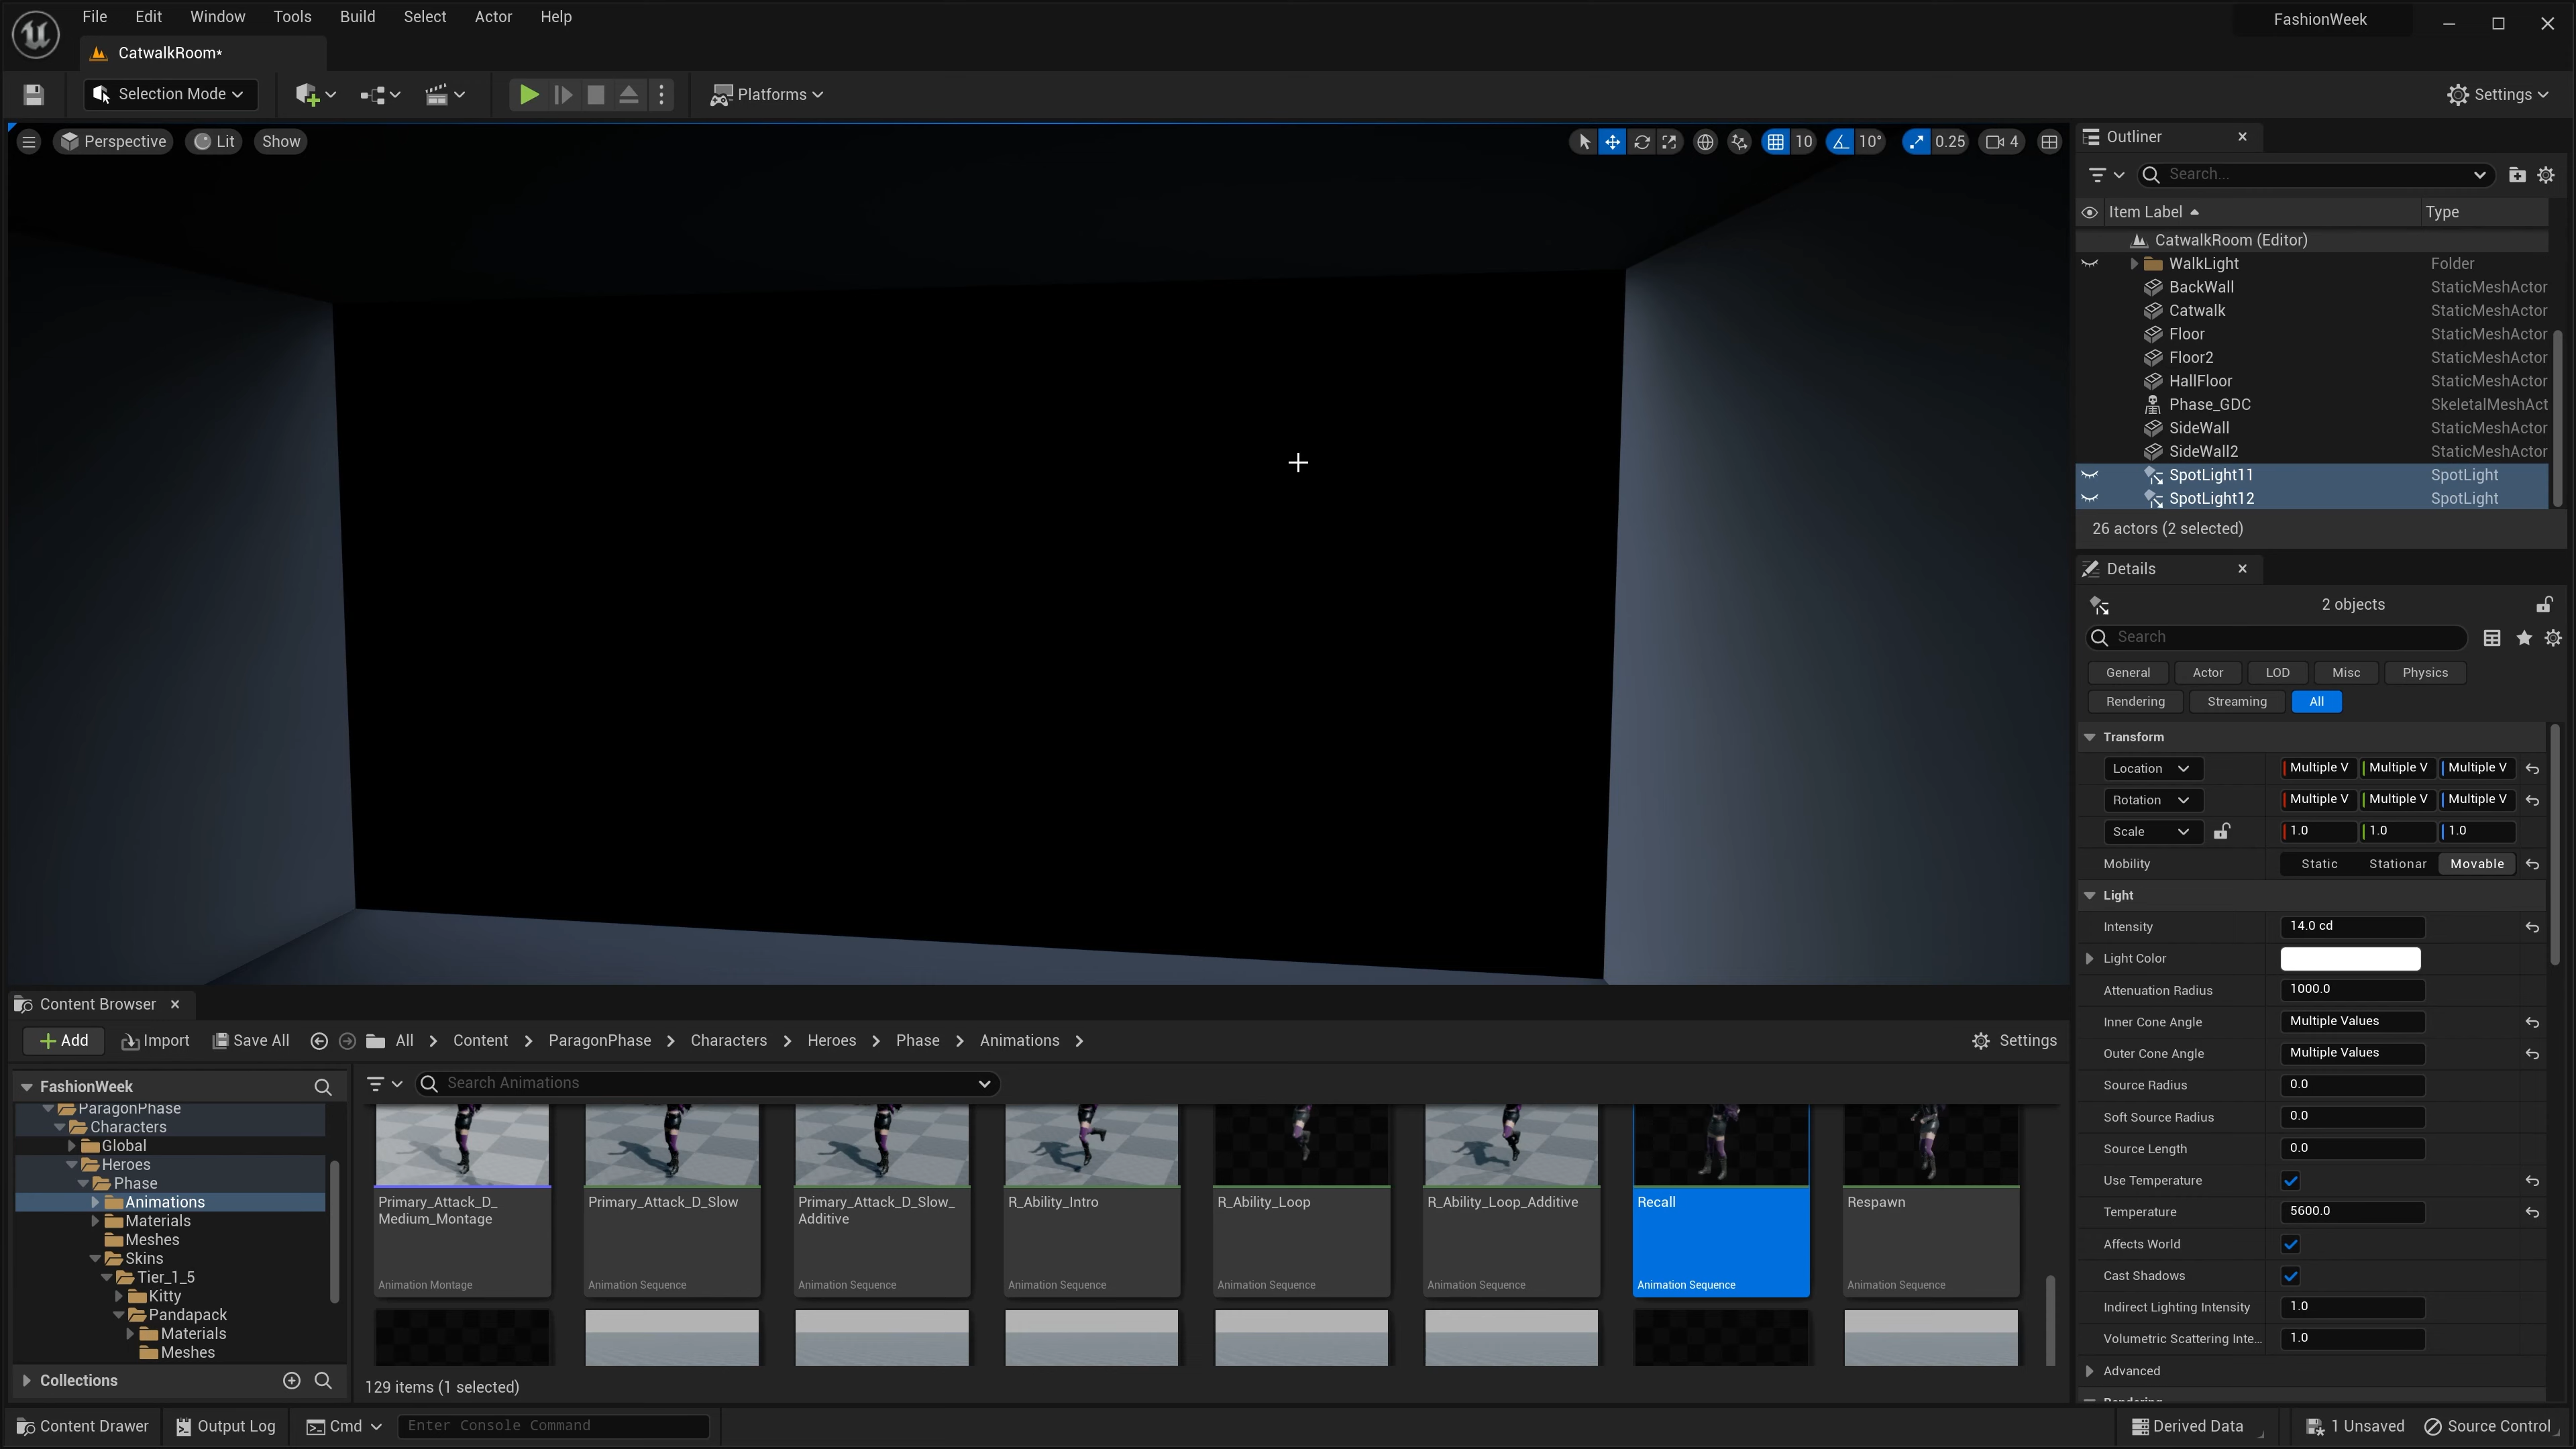 File Edit Window Tools Build Select Actor Help
FashionWeek
CatwalkRoom*
Selection Mode
Platforms
Settings
Perspective Lit Show
10 10° 0.25 4
Outliner
Search...
Item Label Type
CatwalkRoom (Editor)
WalkLight Folder
BackWall StaticMeshActor
Catwalk StaticMeshActor
Floor StaticMeshActor
Floor2 StaticMeshActor
HallFloor StaticMeshActor
Phase_GDC SkeletalMeshAct
SideWall StaticMeshActor
SideWall2 StaticMeshActor
SpotLight11 SpotLight
SpotLight12 SpotLight
26 actors (2 selected)
Details
2 objects
Search
General Actor LOD Misc Physics
Rendering Streaming All
Transform
Location Multiple V Multiple V Multiple V
Rotation Multiple V Multiple V Multiple V
Scale 1.0 1.0 1.0
Mobility Static Stationar Movable
Light
Intensity 14.0 cd
Light Color
Attenuation Radius 1000.0
Inner Cone Angle Multiple Values
Outer Cone Angle Multiple Values
Source Radius 0.0
Soft Source Radius 0.0
Source Length 0.0
Use Temperature
Temperature 5600.0
Affects World
Cast Shadows
Indirect Lighting Intensity 1.0
Volumetric Scattering Inte... 1.0
Advanced
Content Browser
Add Import Save All All Content ParagonPhase Characters Heroes Phase Animations
Settings
FashionWeek
ParagonPhase
Characters
Global
Heroes
Phase
Animations
Materials
Meshes
Skins
Tier_1_5
Kitty
Pandapack
Materials
Meshes
Collections
Search Animations
Primary_Attack_D_
Medium_Montage
Animation Montage
Primary_Attack_D_Slow
Animation Sequence
Primary_Attack_D_Slow_
Additive
Animation Sequence
R_Ability_Intro
Animation Sequence
R_Ability_Loop
Animation Sequence
R_Ability_Loop_Additive
Animation Sequence
Recall
Animation Sequence
Respawn
Animation Sequence
129 items (1 selected)
Content Drawer Output Log Cmd Enter Console Command
Derived Data 1 Unsaved Source Control